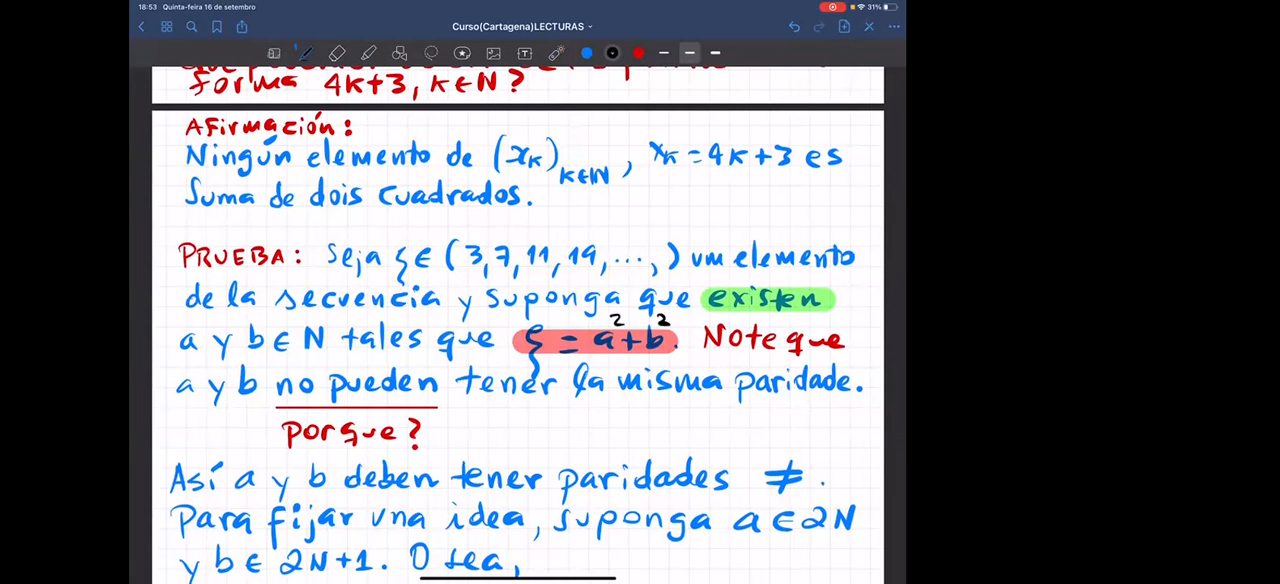 18:53 Quinta-feira 16 de setembro
31%
Curso(Cartagena)LECTURAS
forma 4k+3, k∈N?
Afirmación:
Ningún elemento de (x_k)_{k∈N}, x_k = 4k+3 es
Suma de dois cuadrados.
PRUEBA: Seja ξ ∈ (3,7,11,19,...,) um elemento
de la secuencia y suponga que existen
a y b ∈ N tales que ξ = a²+b². Note que
a y b no pueden tener la misma paridade.
porque?
Así a y b deben tener paridades ≠.
Para fijar una idea, suponga a ∈ 2N
y b ∈ 2N+1. O sea,